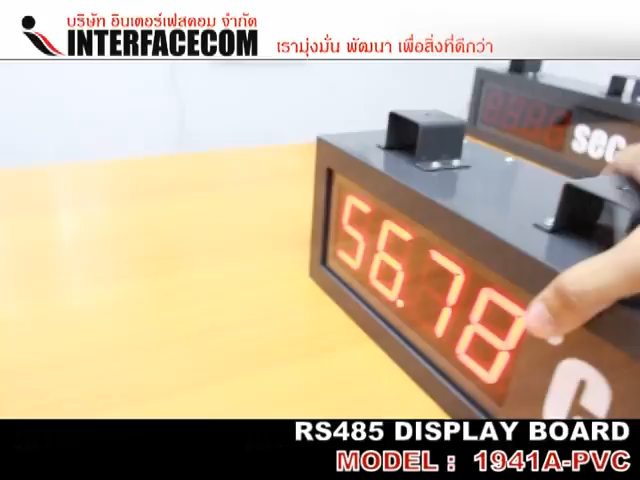 บริษัท อินเตอร์เฟสคอม จำกัด
INTERFACECOM
เรามุ่งมั่น พัฒนา เพื่อสิ่งที่ดีกว่า
sec
56.78
°C
RS485 DISPLAY BOARD
MODEL : 1941A-PVC